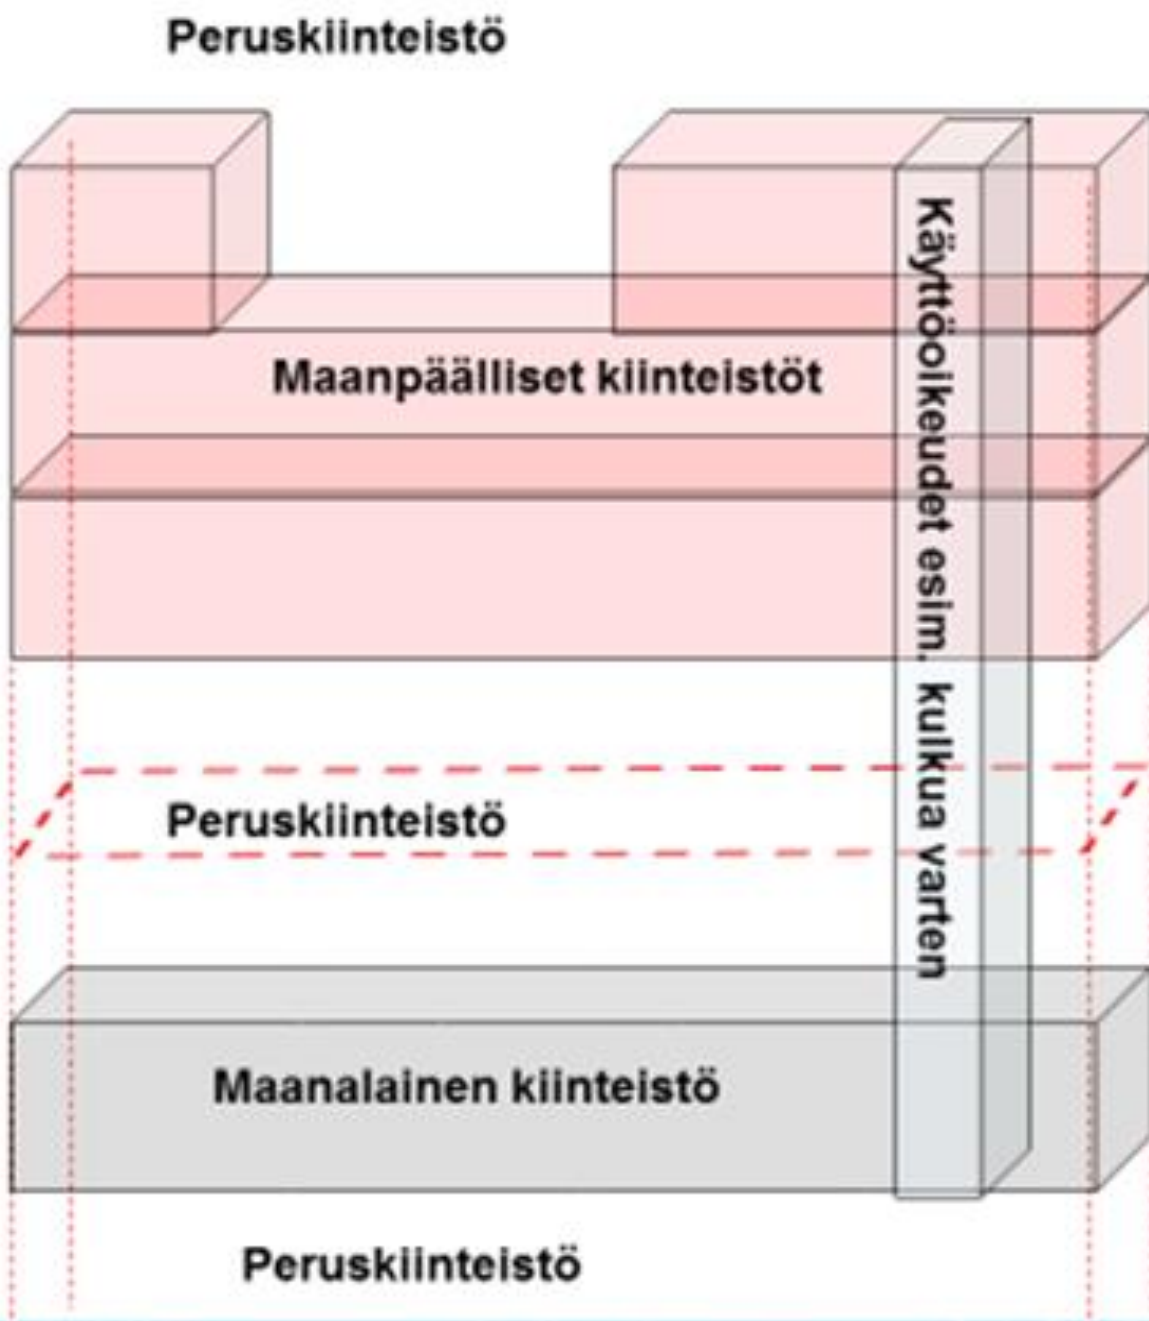 Peruskiinteistö
Maanpäälliset kiinteistöt
Käyttöoikeudet esim. kulkua varten
Peruskiinteistö
Maanalainen kiinteistö
Peruskiinteistö